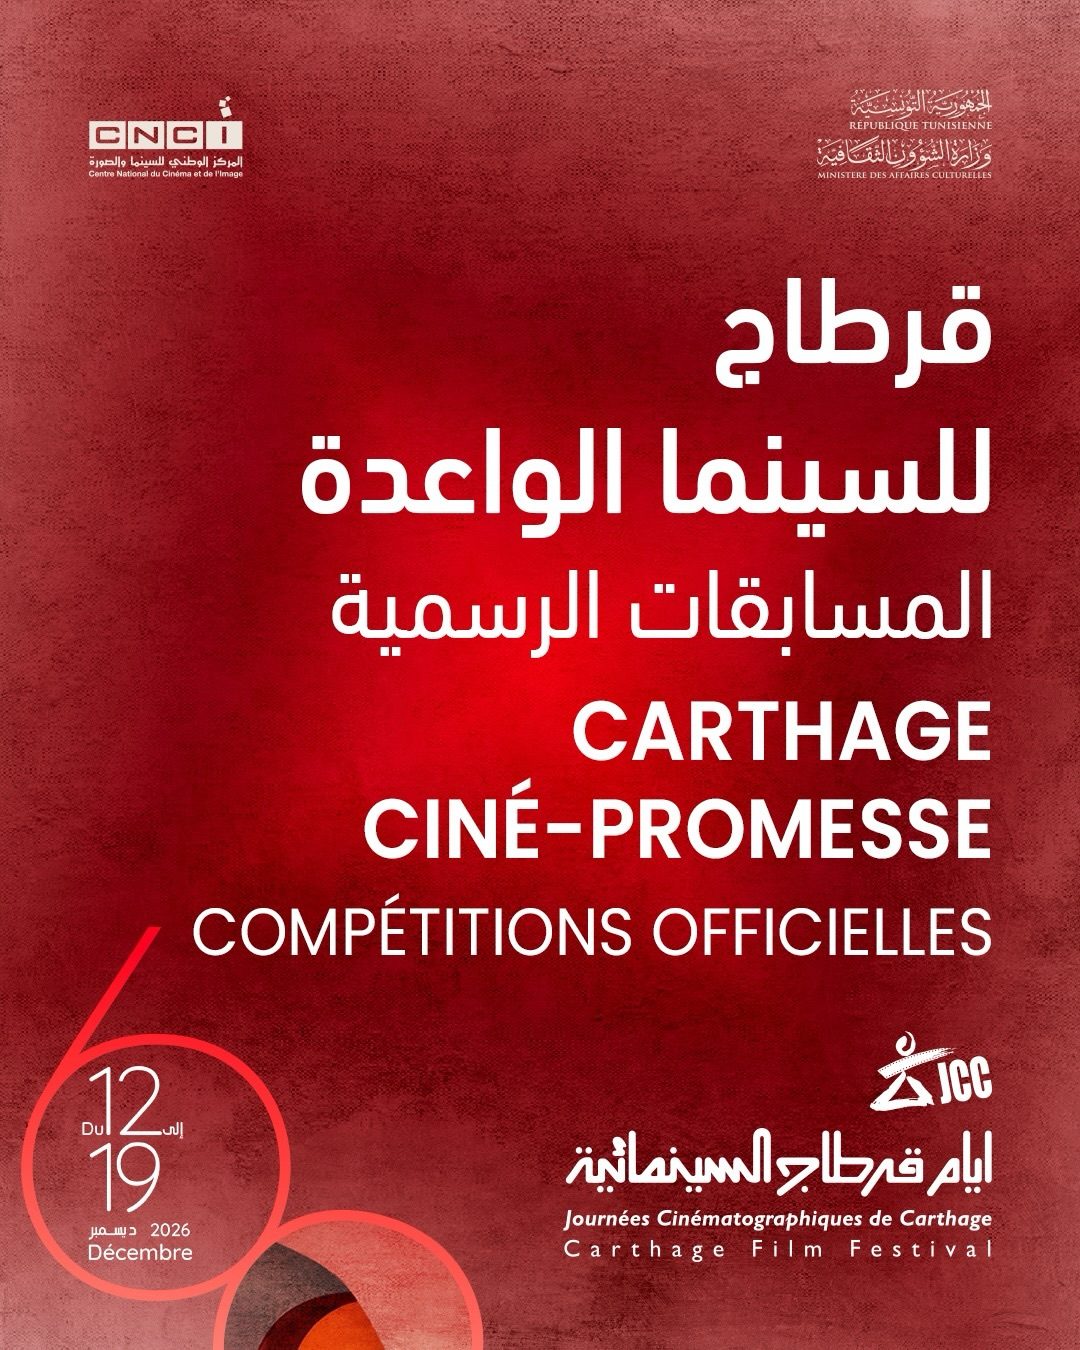 CNCI
المركز الوطني للسينما والصورة
Centre National du Cinéma et de l'Image
الجمهورية التونسية
RÉPUBLIQUE TUNISIENNE
وزارة الشؤون الثقافية
MINISTERE DES AFFAIRES CULTURELLES
قرطاج
للسينما الواعدة
المسابقات الرسمية
CARTHAGE
CINÉ-PROMESSE
COMPÉTITIONS OFFICIELLES
60
Du 12 إلى
19
ديسمبر 2026
Décembre
JCC
ايام قرطاج السينمائية
Journées Cinématographiques de Carthage
Carthage Film Festival